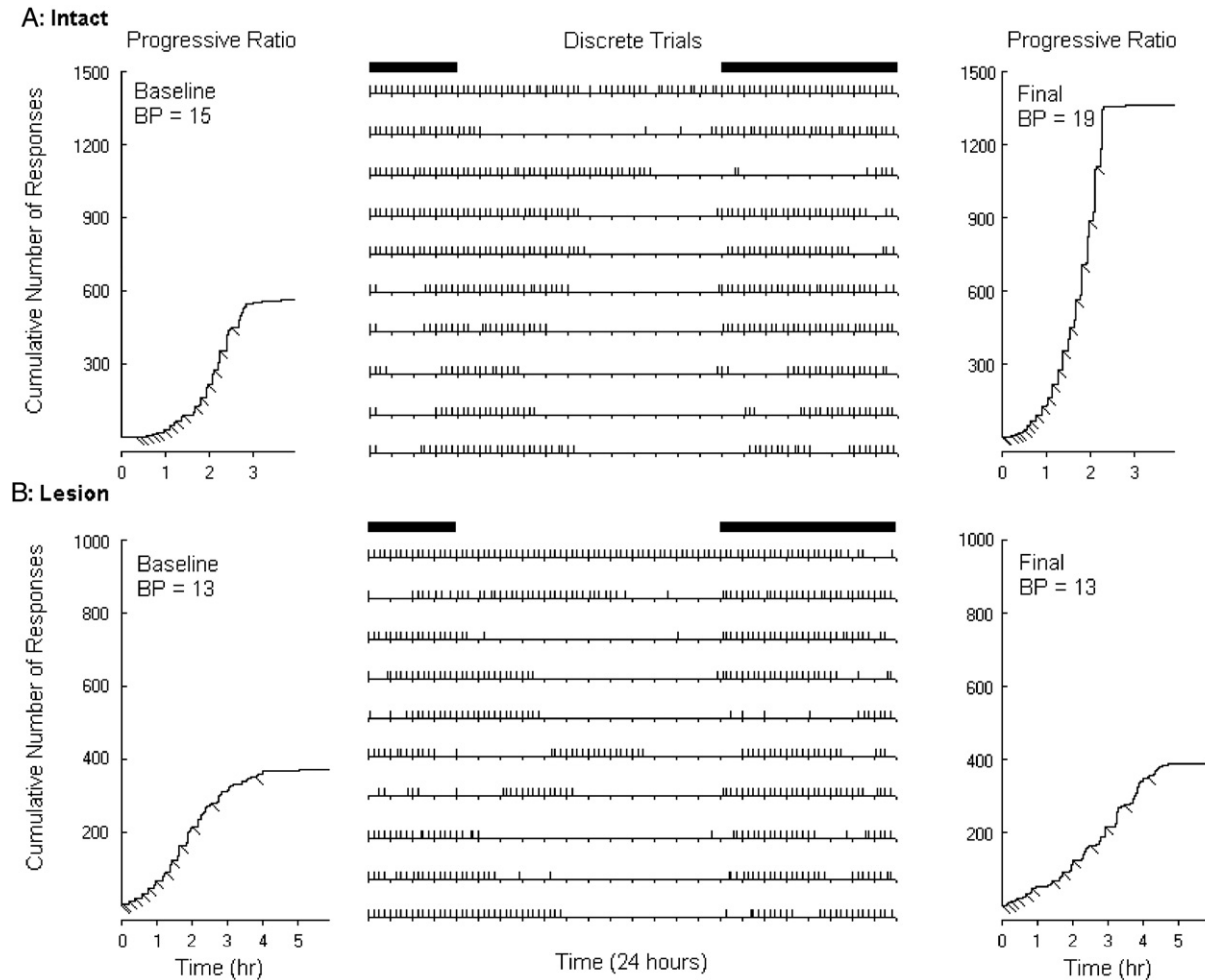 A: Intact
Progressive Ratio
Discrete Trials
Progressive Ratio
Cumulative Number of Responses
1500
1200
900
600
300
Baseline
BP = 15
0 1 2 3
1500
1200
900
600
300
Final
BP = 19
0 1 2 3
B: Lesion
Cumulative Number of Responses
1000
800
600
400
200
Baseline
BP = 13
0 1 2 3 4 5
Time (hr)
Time (24 hours)
1000
800
600
400
200
Final
BP = 13
0 1 2 3 4 5
Time (hr)